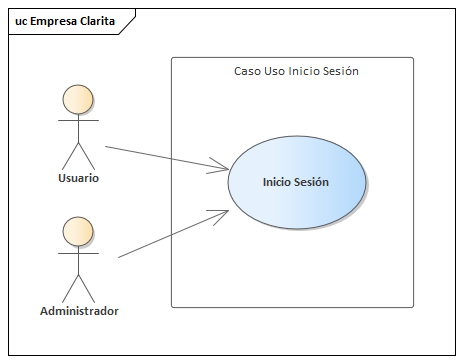 uc Empresa Clarita
Caso Uso Inicio Sesión
Usuario
Inicio Sesión
Administrador